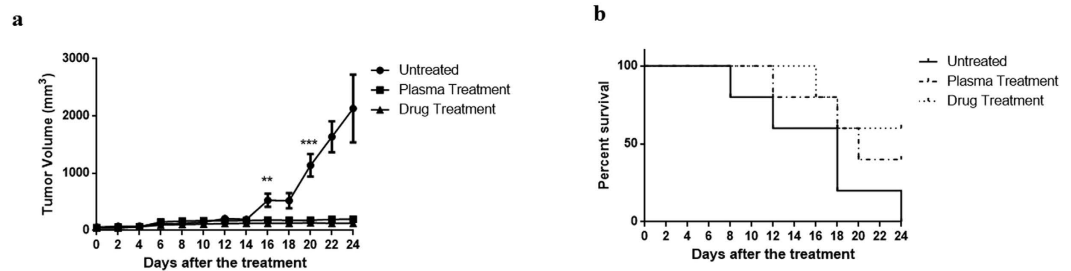 a
Tumor Volume (mm³)
3000
2000
1000
0
0 2 4 6 8 10 12 14 16 18 20 22 24
Days after the treatment
**
***
Untreated
Plasma Treatment
Drug Treatment
b
Percent survival
100
50
0
0 2 4 6 8 10 12 14 16 18 20 22 24
Days after the treatment
Untreated
Plasma Treatment
Drug Treatment